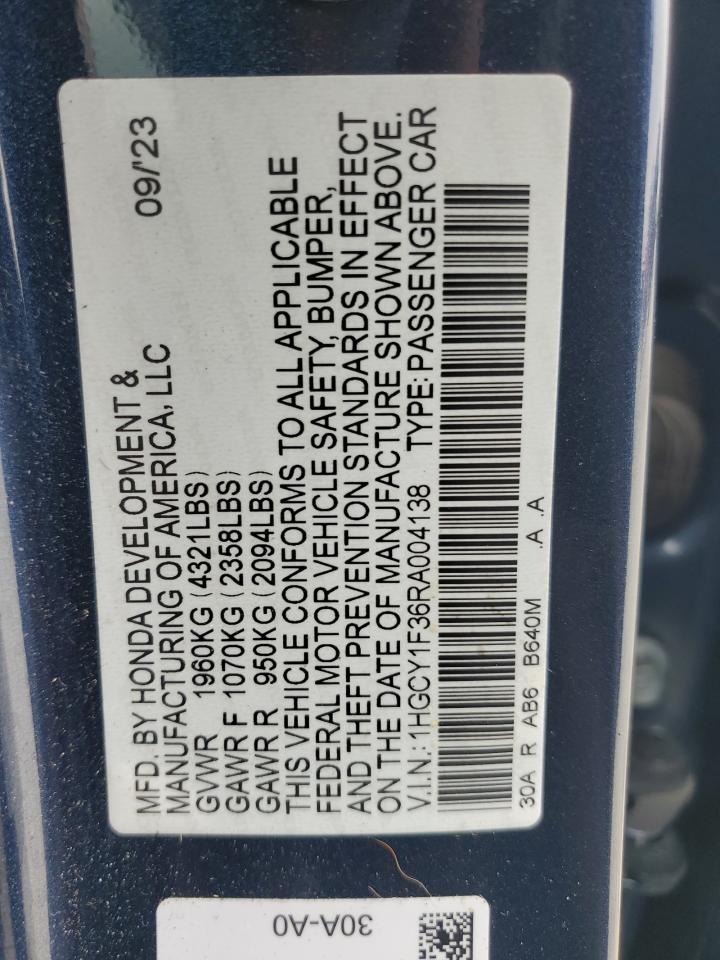 MFD. BY HONDA DEVELOPMENT &
MANUFACTURING OF AMERICA, LLC 09/'23
GVWR 1960KG (4321LBS)
GAWR F 1070KG (2358LBS)
GAWR R 950KG (2094LBS)
THIS VEHICLE CONFORMS TO ALL APPLICABLE
FEDERAL MOTOR VEHICLE SAFETY, BUMPER,
AND THEFT PREVENTION STANDARDS IN EFFECT
ON THE DATE OF MANUFACTURE SHOWN ABOVE.
V.I.N.: 1HGCY1F36RA004138 TYPE: PASSENGER CAR
30A R AB6 B640M .A .A
30A-A0